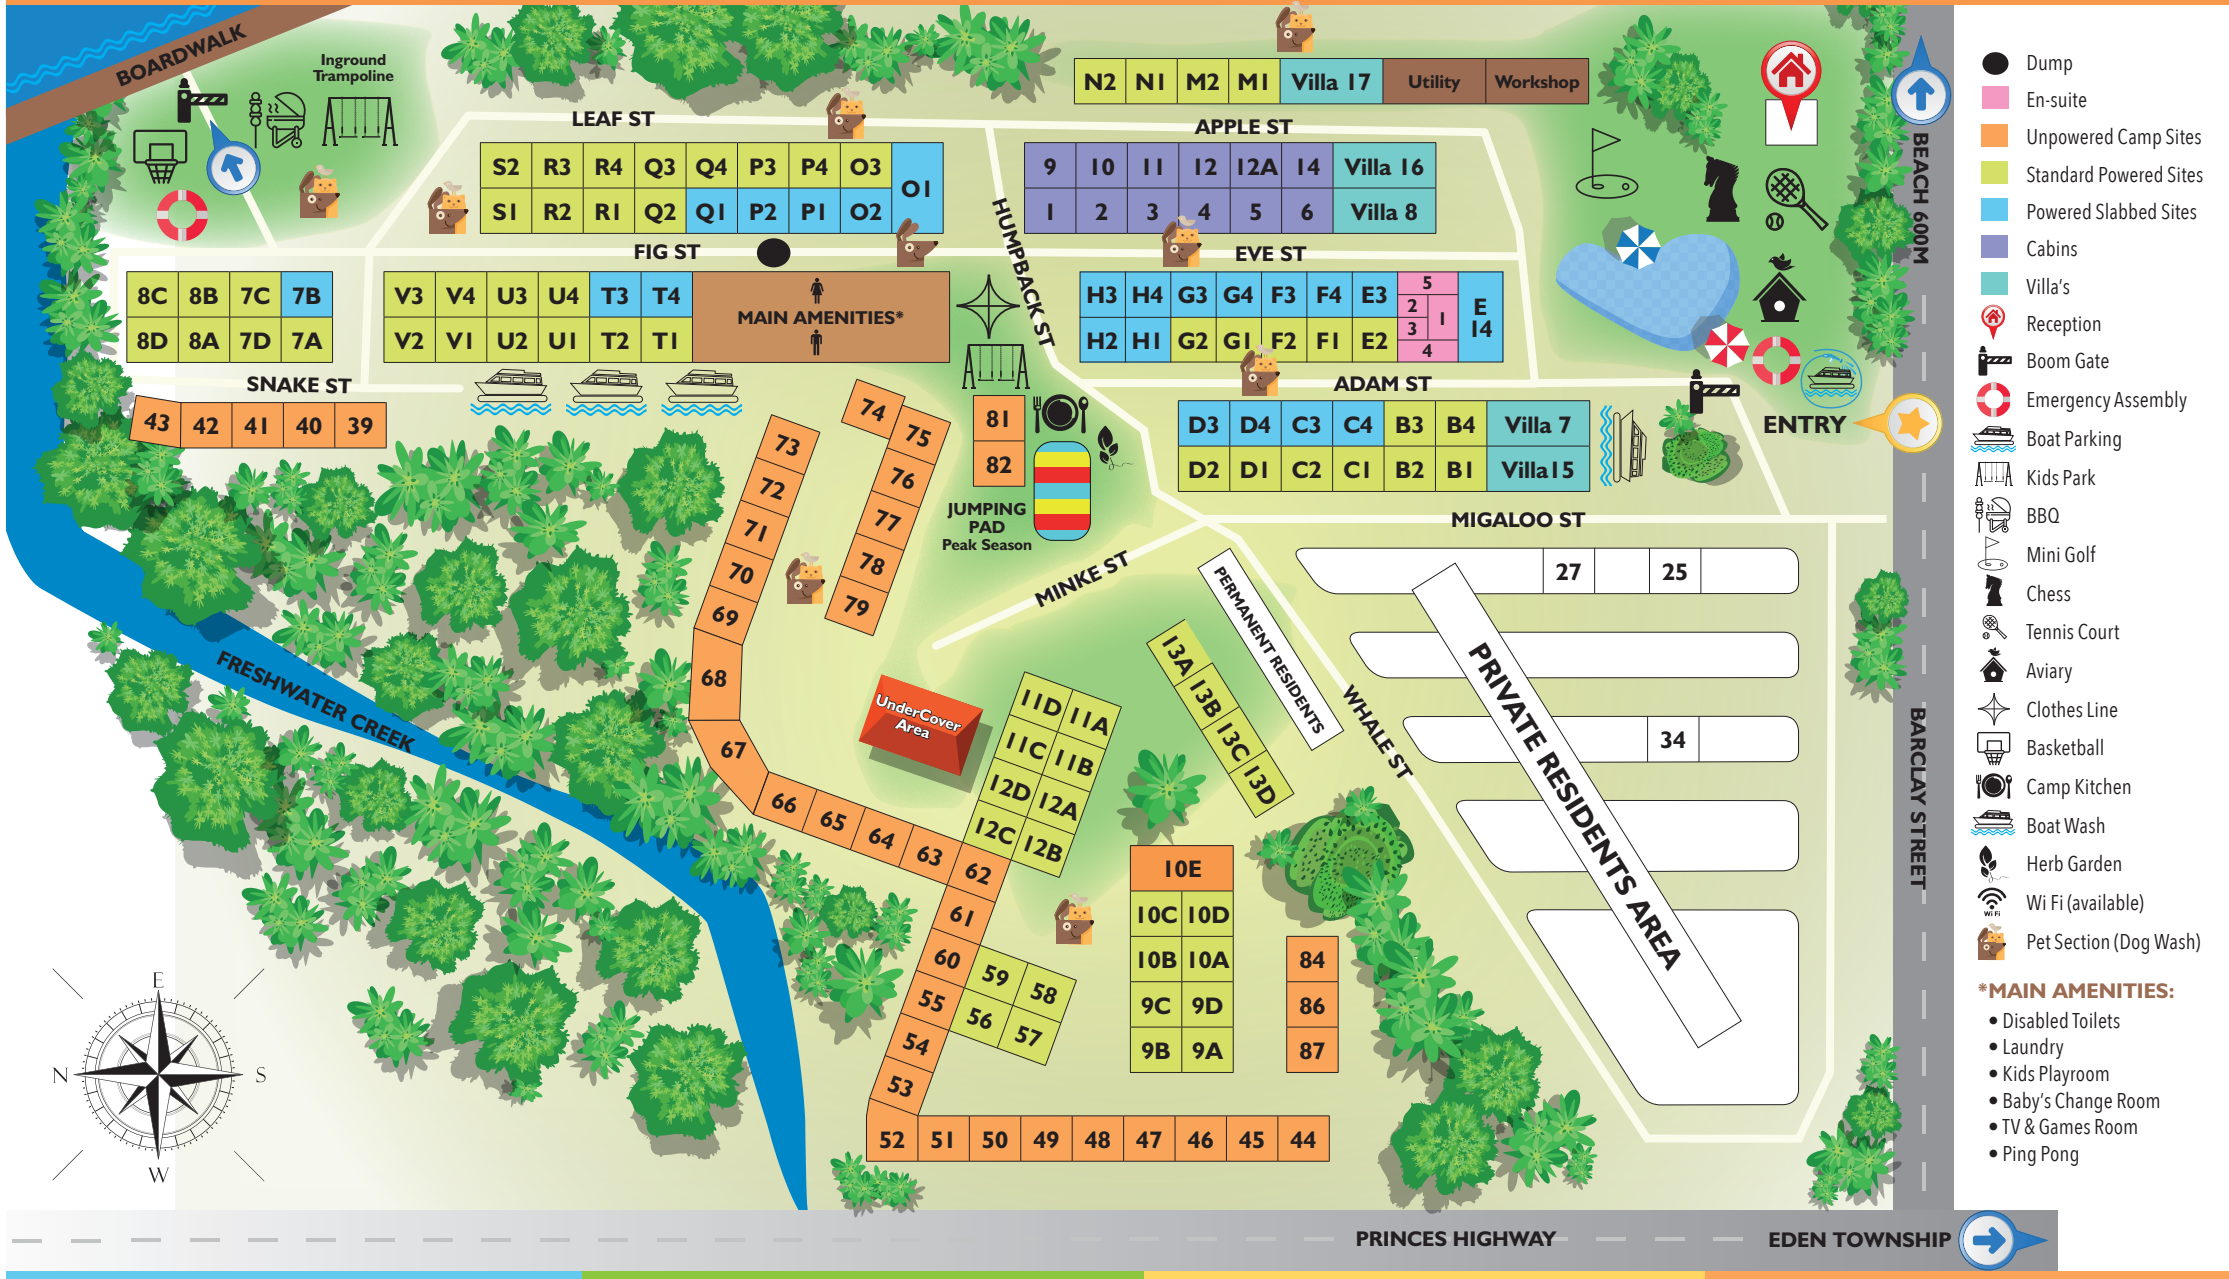 BOARDWALK
Inground
Trampoline
LEAF ST
N2 N1 M2 M1 Villa 17 Utility Workshop
APPLE ST
S2 R3 R4 Q3 Q4 P3 P4 O3 O1
S1 R2 R1 Q2 Q1 P2 P1 O2
9 10 11 12 12A 14 Villa 16
1 2 3 4 5 6 Villa 8
HUMPBACK ST
FIG ST
EVE ST
8C 8B 7C 7B
8D 8A 7D 7A
V3 V4 U3 U4 T3 T4
V2 V1 U2 U1 T2 T1
MAIN AMENITIES*
H3 H4 G3 G4 F3 F4 E3
H2 H1 G2 G1 F2 F1 E2
5
2
3
1
4
E
14
SNAKE ST
ADAM ST
43 42 41 40 39
D3 D4 C3 C4 B3 B4 Villa 7
D2 D1 C2 C1 B2 B1 Villa15
ENTRY
BEACH 600M
BARCLAY STREET
81
82
JUMPING
PAD
Peak Season
74
75
76
77
78
79
73
72
71
70
69
68
67
66 65 64 63 62
61
60
55
54
53
52 51 50 49 48 47 46 45 44
MIGALOO ST
MINKE ST
WHALE ST
PERMANENT RESIDENTS
27 25
34
PRIVATE RESIDENTS AREA
FRESHWATER CREEK
UnderCover
Area
11D 11A
11C 11B
12D 12A
12C 12B
13A
13B
13C
13D
59 58
56 57
10E
10C 10D
10B 10A
9C 9D
9B 9A
84
86
87
E
N S
W
PRINCES HIGHWAY
EDEN TOWNSHIP
Dump
En-suite
Unpowered Camp Sites
Standard Powered Sites
Powered Slabbed Sites
Cabins
Villa's
Reception
Boom Gate
Emergency Assembly
Boat Parking
Kids Park
BBQ
Mini Golf
Chess
Tennis Court
Aviary
Clothes Line
Basketball
Camp Kitchen
Boat Wash
Herb Garden
Wi Fi
Wi Fi (available)
Pet Section (Dog Wash)
*MAIN AMENITIES:
• Disabled Toilets
• Laundry
• Kids Playroom
• Baby's Change Room
• TV & Games Room
• Ping Pong